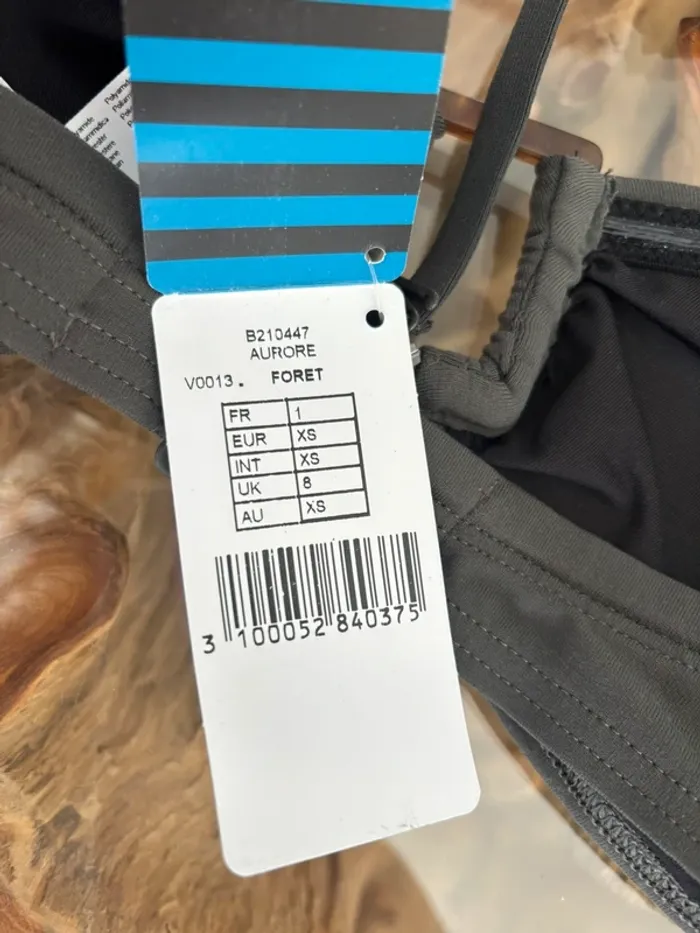 B210447
AURORE
V0013. FORET
FR 1
EUR XS
INT XS
UK 8
AU XS
3 100052 840375